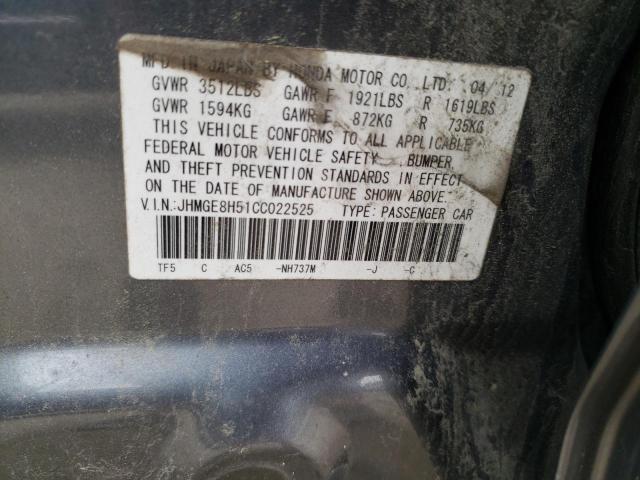 MFD IN JAPAN BY HONDA MOTOR CO., LTD. 04 12
GVWR 3512LBS GAWR F 1921LBS R 1619LBS
GVWR 1594KG GAWR F 872KG R 735KG
THIS VEHICLE CONFORMS TO ALL APPLICABLE
FEDERAL MOTOR VEHICLE SAFETY, BUMPER,
AND THEFT PREVENTION STANDARDS IN EFFECT
ON THE DATE OF MANUFACTURE SHOWN ABOVE.
V.I.N.:JHMGE8H51CC022525 TYPE: PASSENGER CAR
TF5 C AC5 -NH737M -J -C